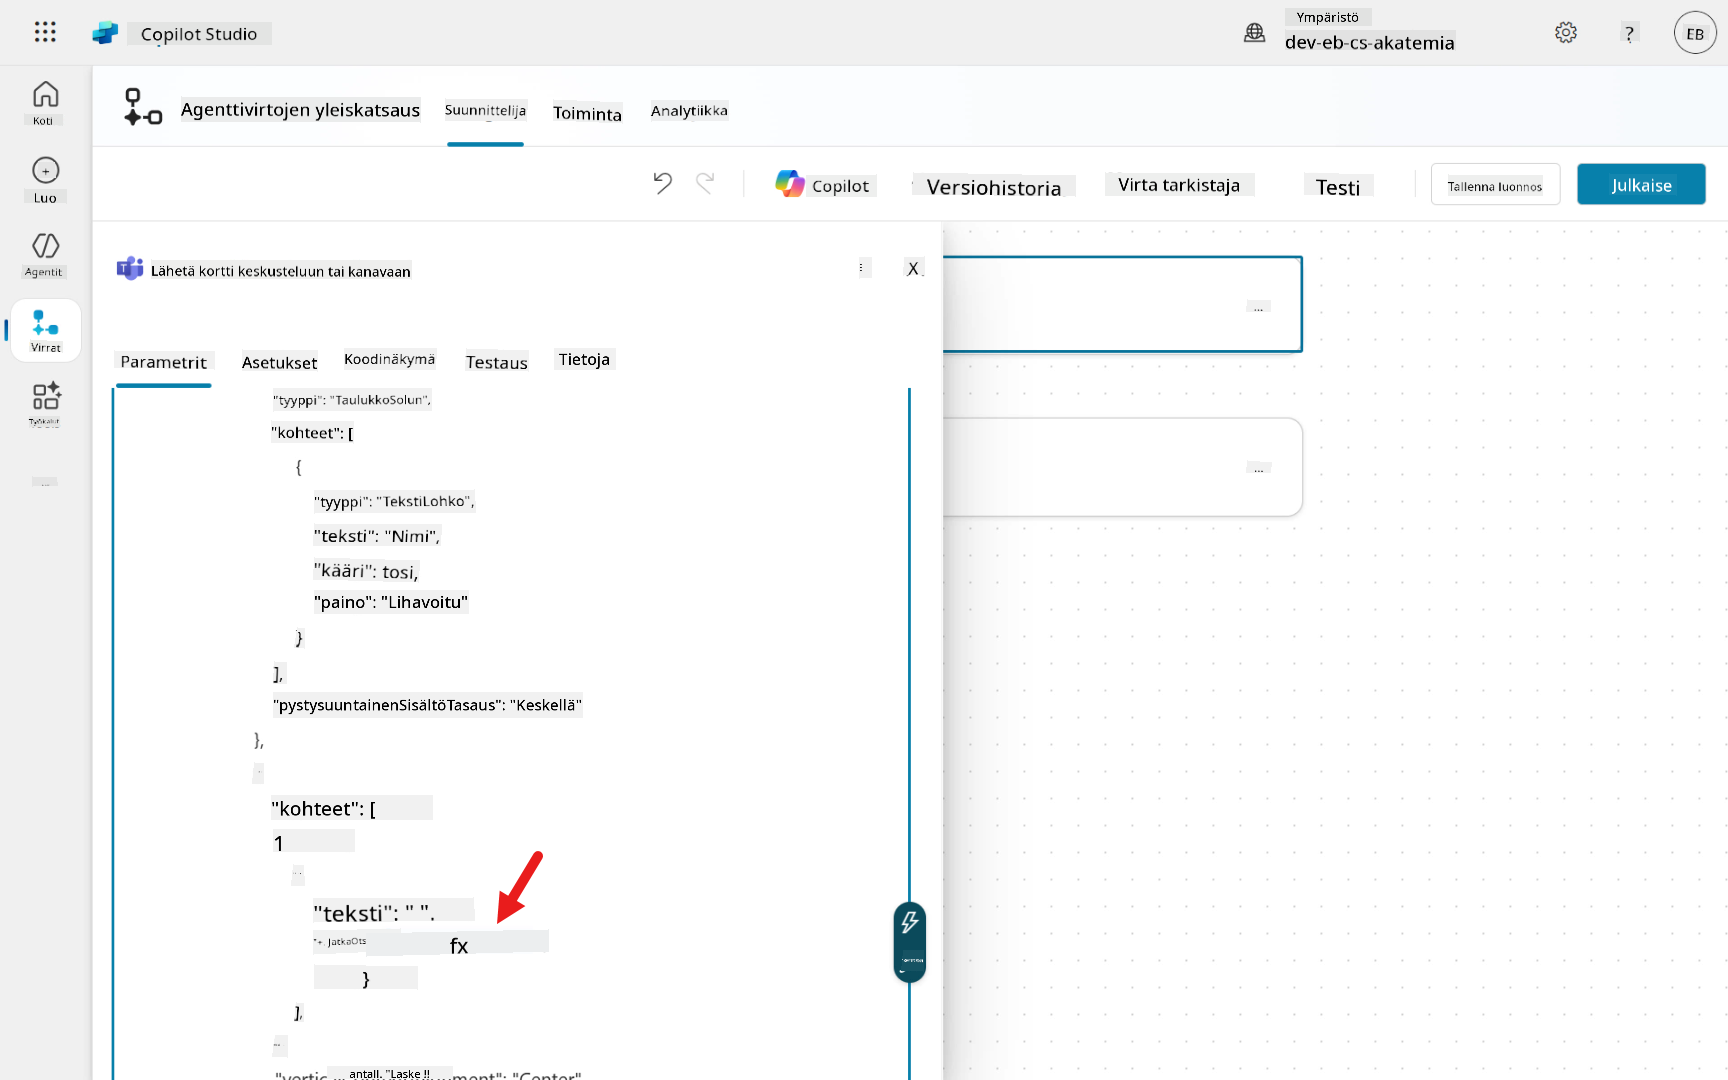 Copilot Studio
Ympäristö
dev-eb-cs-akatemia
?
EB
Koti
Luo
Agentit
Virrat
Työkalut
Agenttivirtojen yleiskatsaus
Suunnittelija
Toiminta
Analytiikka
Copilot
Versiohistoria
Virta tarkistaja
Testi
Tallenna luonnos
Julkaise
Lähetä kortti keskusteluun tai kanavaan
X
Parametrit
Asetukset
Koodinäkymä
Testaus
Tietoja
"tyyppi": "TaulukkoSolun",
"kohteet": [
{
"tyyppi": "TekstiLohko",
"teksti": "Nimi",
"kääri": tosi,
"paino": "Lihavoitu"
}
],
"pystysuuntainenSisältöTasaus": "Keskellä"
},
"kohteet": [
1
"teksti": " ".
JatkaOts
fx
}
],
antall. "Laske !!
"vertic ment": "Center"